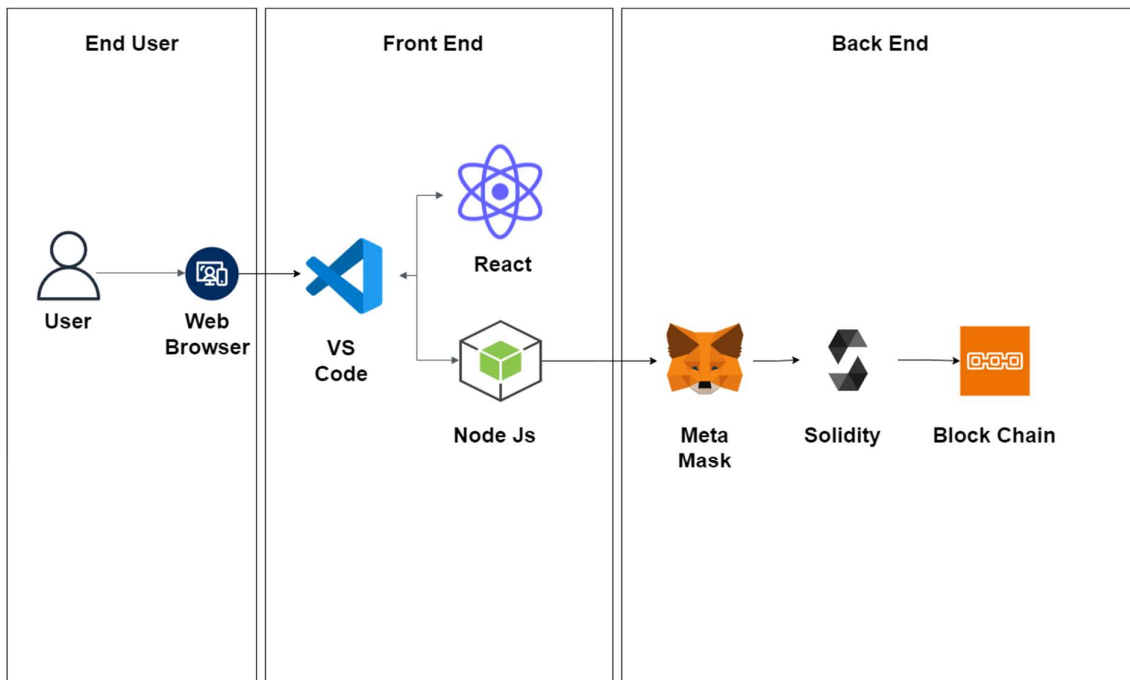 End User
Front End
Back End
User
Web
Browser
VS
Code
React
Node Js
Meta
Mask
Solidity
Block Chain